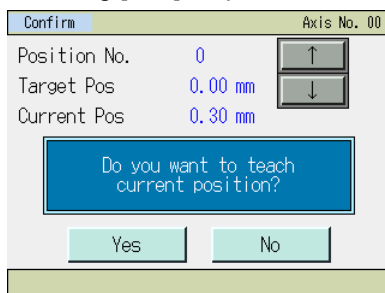 Confirm Axis No. 00
Position No. 0 ↑
Target Pos 0.00 mm ↓
Current Pos 0.30 mm
Do you want to teach
current position?
Yes No